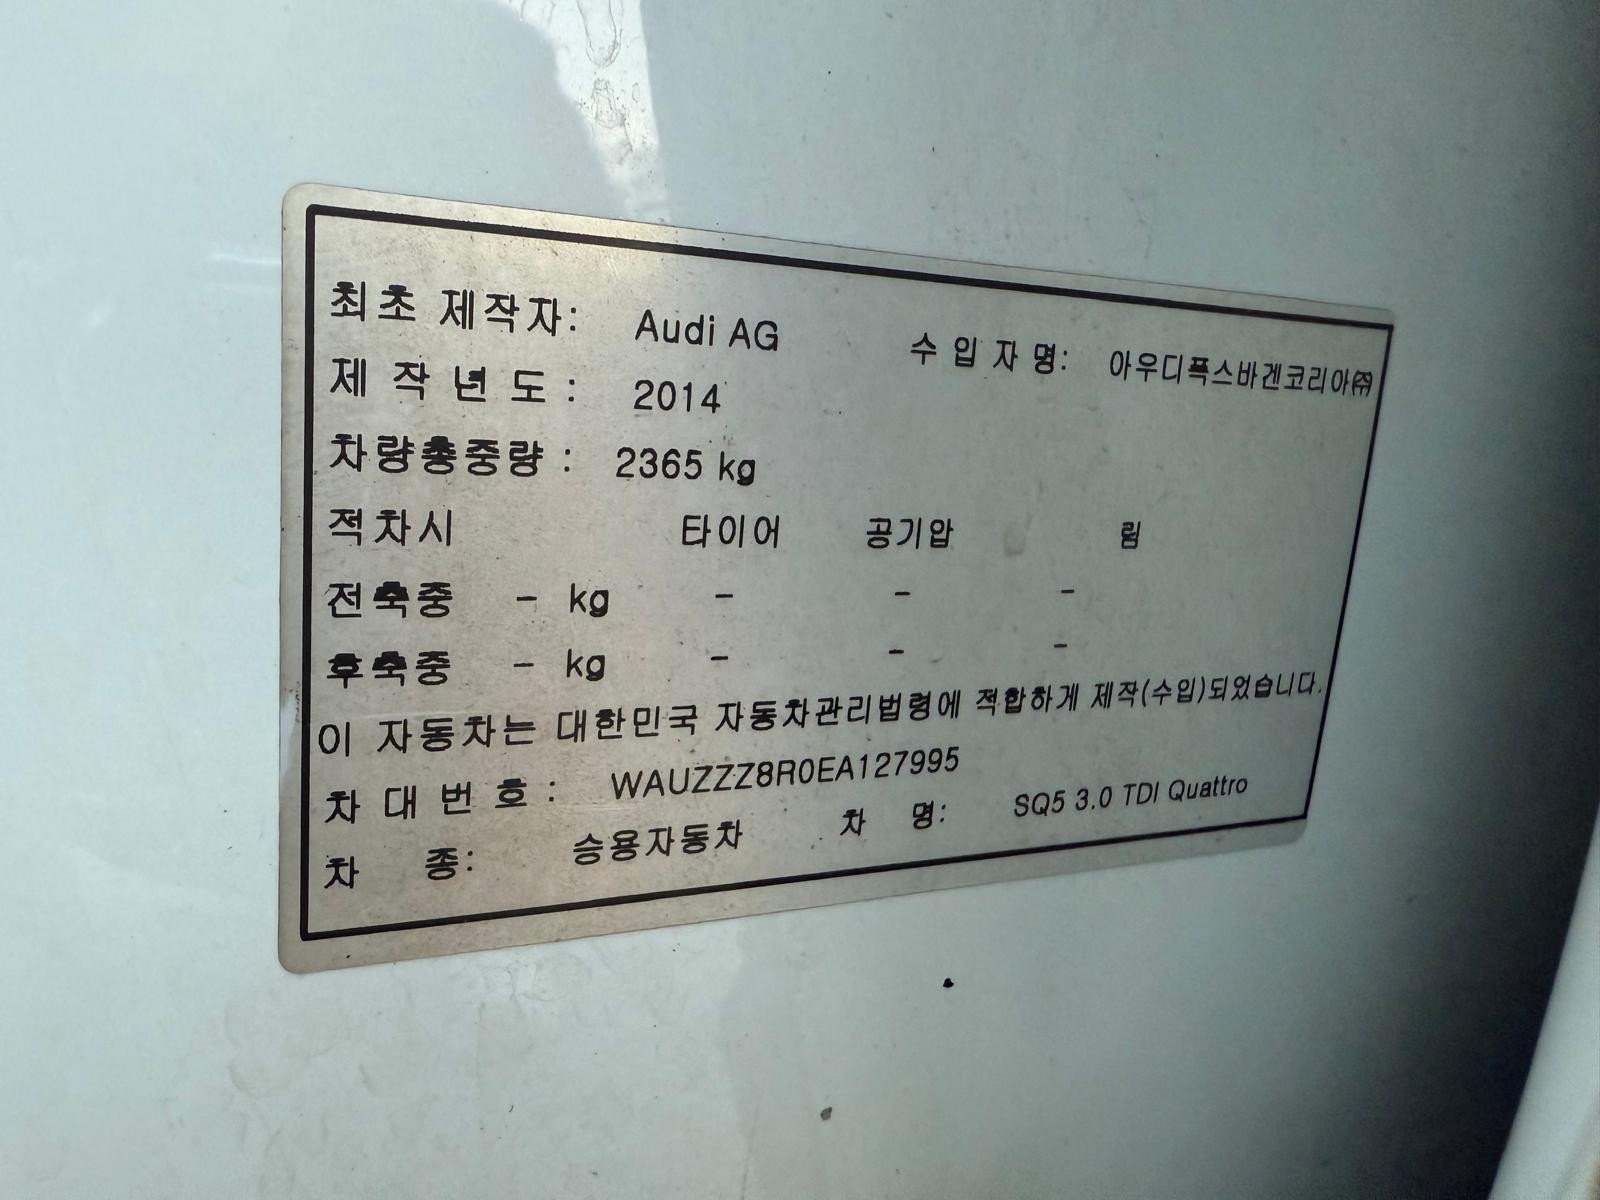 최초 제작자: Audi AG 수 입 자 명: 아우디폭스바겐코리아㈜
제 작 년 도 : 2014
차량총중량 : 2365 kg
적차시 타이어 공기압 림
전축중 - kg - - -
후축중 - kg - - -
이 자동차는 대한민국 자동차관리법령에 적합하게 제작(수입)되었습니다.
차 대 번 호 : WAUZZZ8R0EA127995
차 종: 승용자동차 차 명: SQ5 3.0 TDI Quattro